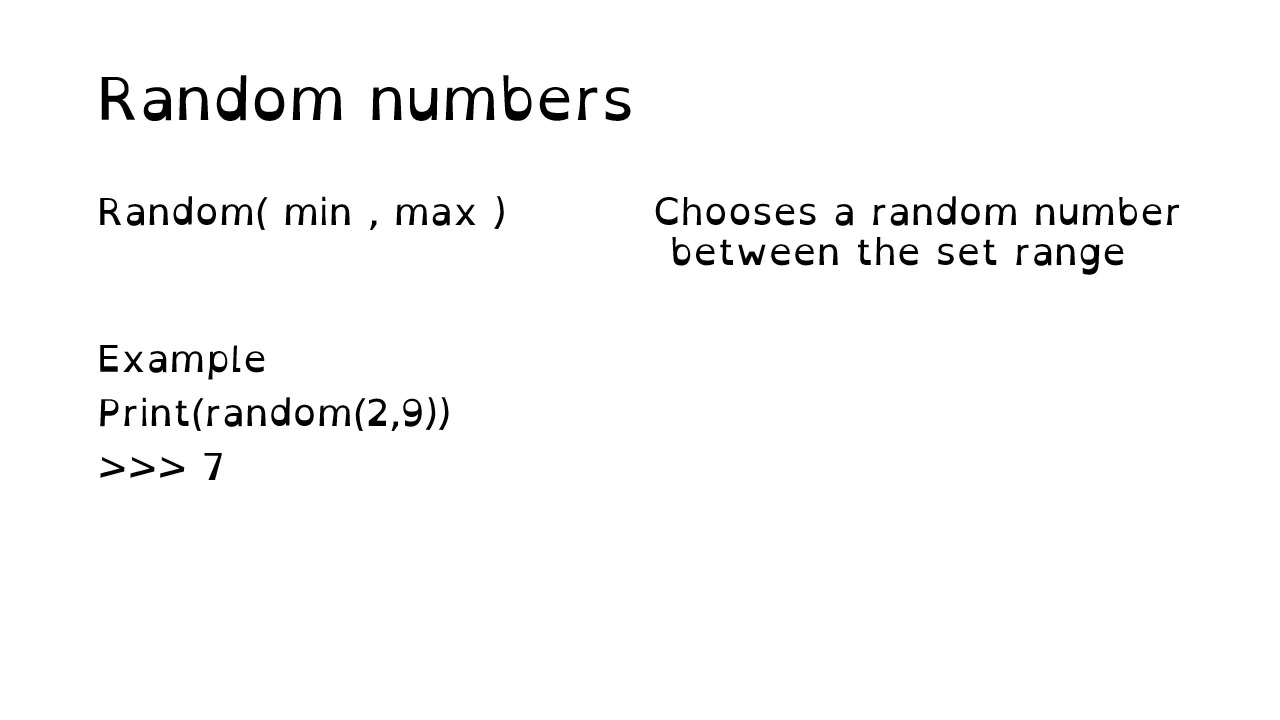 Random numbers
Random( min , max )
Chooses a random number
between the set range
Example
Print(random(2,9))
>>> 7